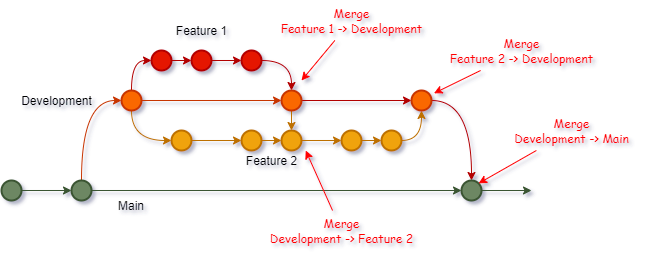 Merge
Feature 1 -> Development
Feature 1
Merge
Feature 2 -> Development
Development
Merge
Development -> Main
Feature 2
Main
Merge
Development -> Feature 2